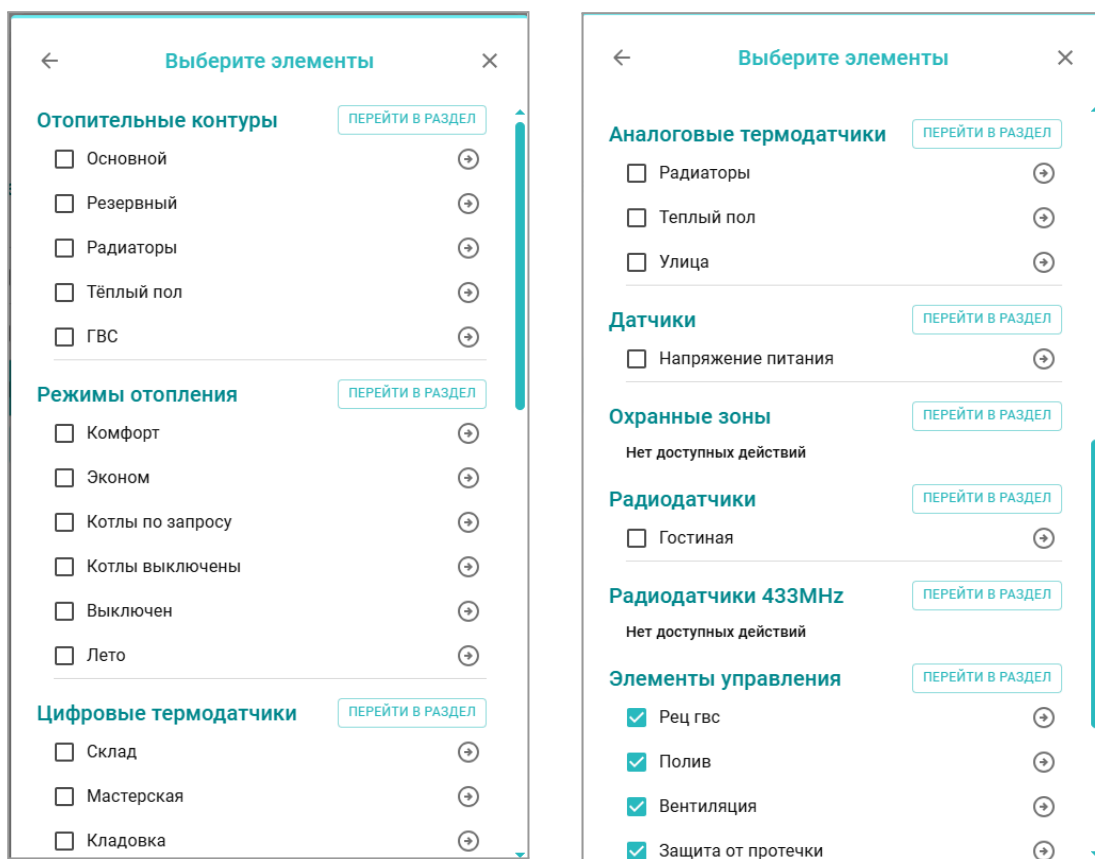 Выберите элементы
Отопительные контуры ПЕРЕЙТИ В РАЗДЕЛ
Основной
Резервный
Радиаторы
Тёплый пол
ГВС
Режимы отопления ПЕРЕЙТИ В РАЗДЕЛ
Комфорт
Эконом
Котлы по запросу
Котлы выключены
Выключен
Лето
Цифровые термодатчики ПЕРЕЙТИ В РАЗДЕЛ
Склад
Мастерская
Кладовка
Выберите элементы
Аналоговые термодатчики ПЕРЕЙТИ В РАЗДЕЛ
Радиаторы
Теплый пол
Улица
Датчики ПЕРЕЙТИ В РАЗДЕЛ
Напряжение питания
Охранные зоны ПЕРЕЙТИ В РАЗДЕЛ
Нет доступных действий
Радиодатчики ПЕРЕЙТИ В РАЗДЕЛ
Гостиная
Радиодатчики 433MHz ПЕРЕЙТИ В РАЗДЕЛ
Нет доступных действий
Элементы управления ПЕРЕЙТИ В РАЗДЕЛ
Рец гвс
Полив
Вентиляция
Защита от протечки